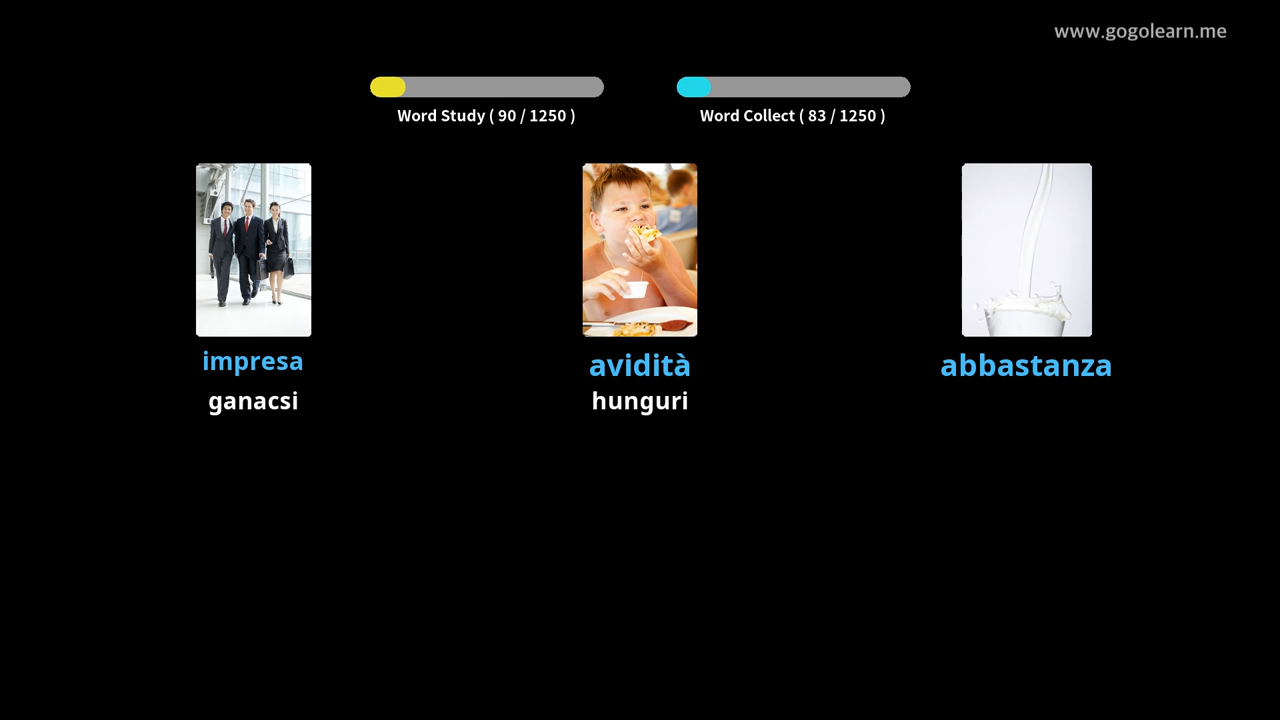 www.gogolearn.me
Word Study ( 90 / 1250 )
Word Collect ( 83 / 1250 )
impresa
avidità
abbastanza
ganacsi
hunguri